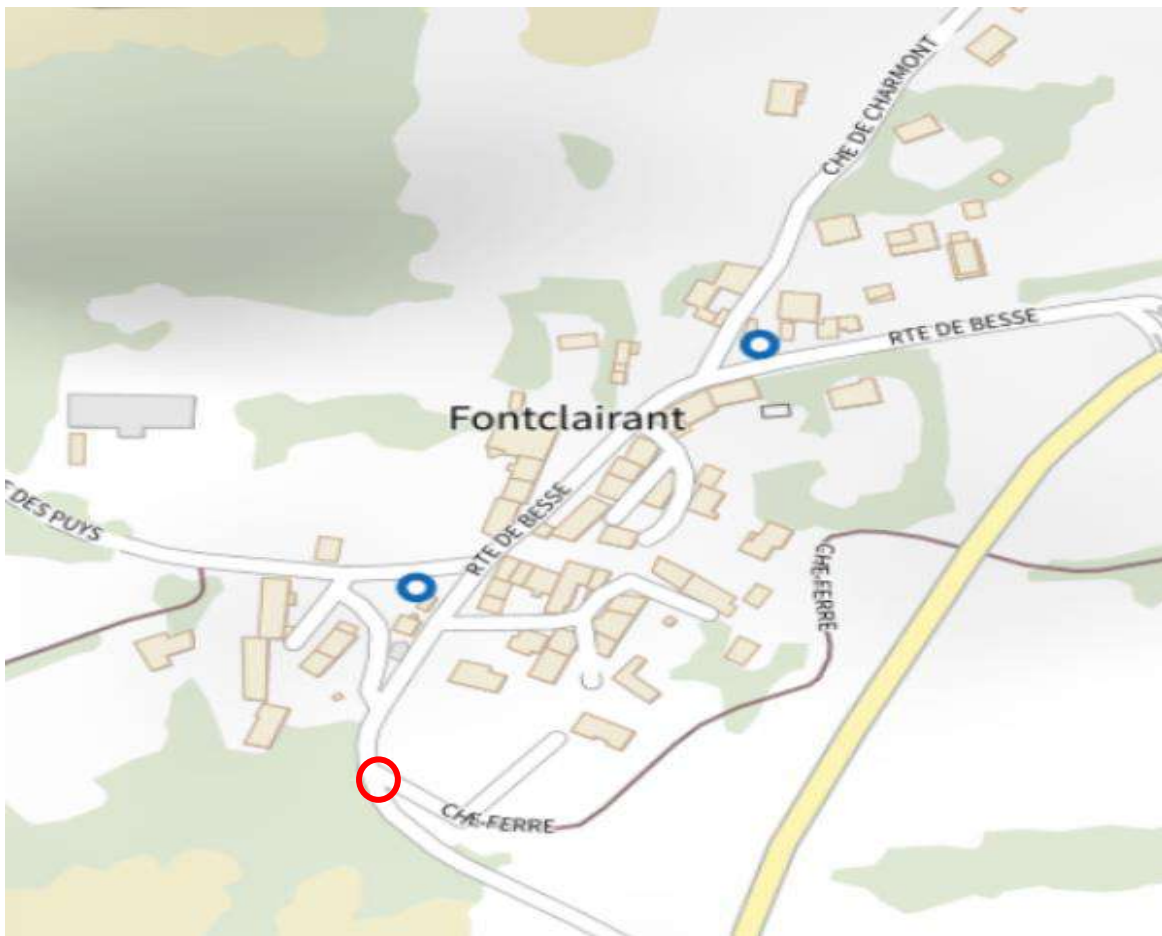 CHE DE CHARMONT
RTE DE BESSE
Fontclairant
E DES PUYS
RTE DE BESSE
CHE-FERRE
CHE-FERRE